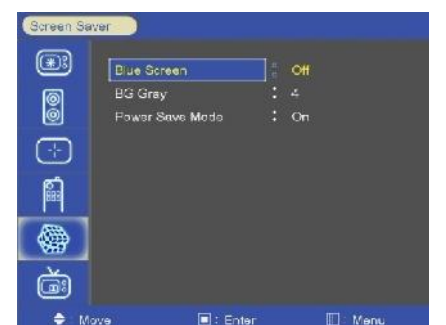 Screen Saver
Blue Screen : Off
BG Gray : 4
Power Save Mode : On
: Move : Enter : Menu